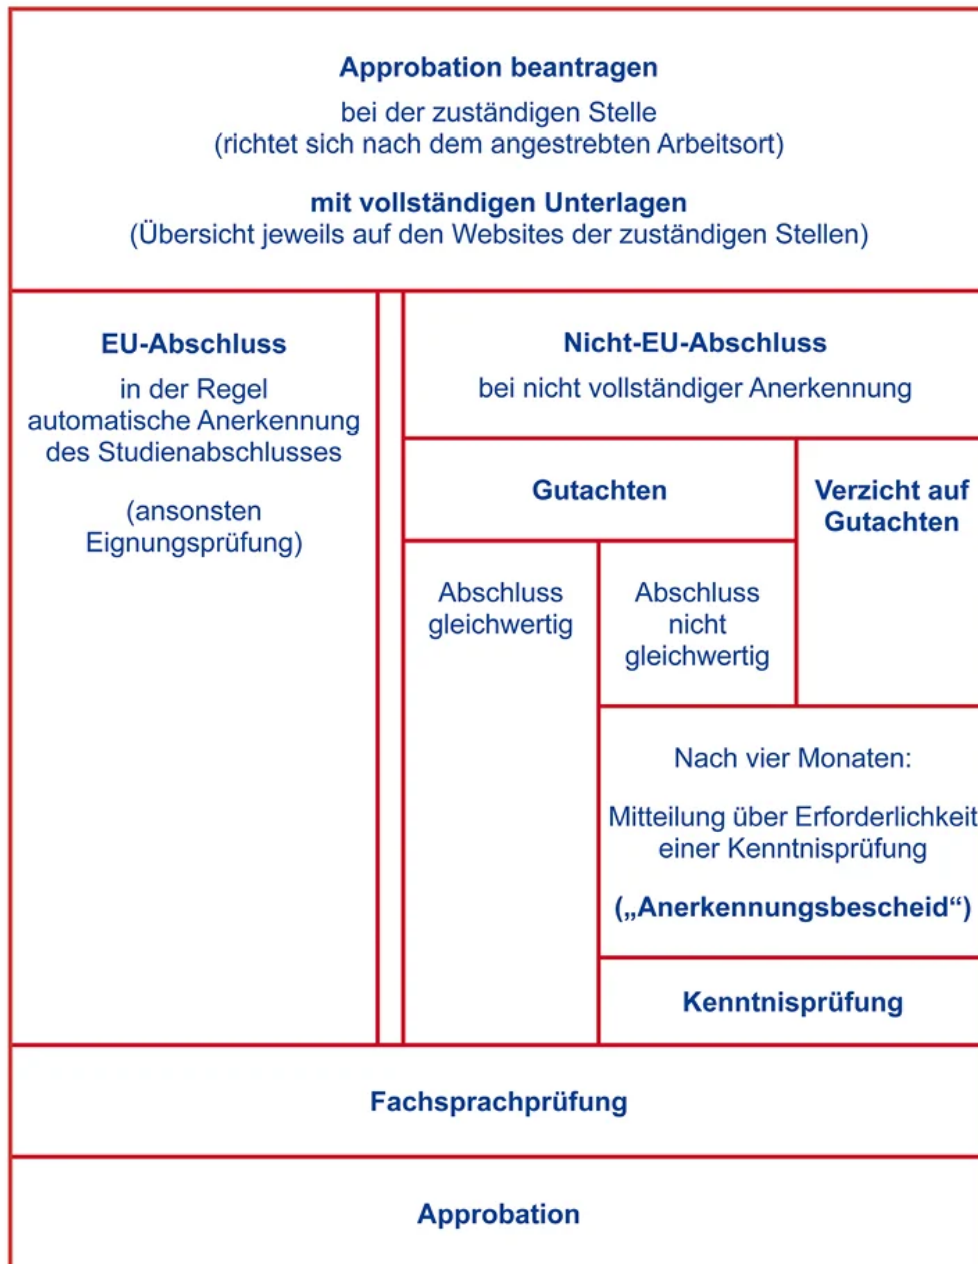 Approbation beantragen
bei der zuständigen Stelle
(richtet sich nach dem angestrebten Arbeitsort)
mit vollständigen Unterlagen
(Übersicht jeweils auf den Websites der zuständigen Stellen)
EU-Abschluss
in der Regel
automatische Anerkennung
des Studienabschlusses
(ansonsten
Eignungsprüfung)
Nicht-EU-Abschluss
bei nicht vollständiger Anerkennung
Gutachten
Verzicht auf
Gutachten
Abschluss
gleichwertig
Abschluss
nicht
gleichwertig
Nach vier Monaten:
Mitteilung über Erforderlichkeit
einer Kenntnisprüfung
(„Anerkennungsbescheid“)
Kenntnisprüfung
Fachsprachprüfung
Approbation